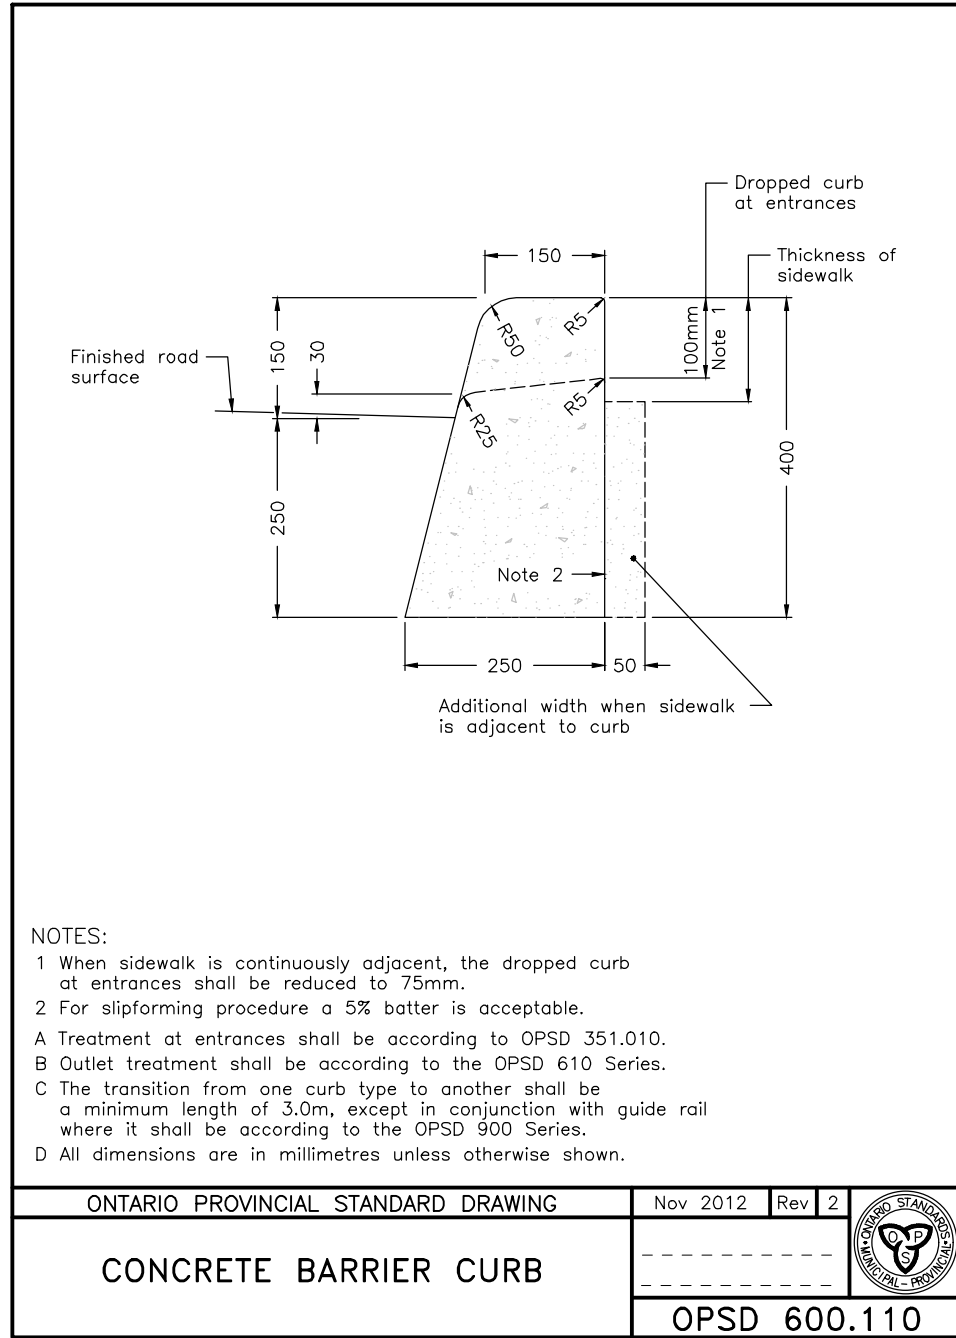 Dropped curb
at entrances
Thickness of
sidewalk
150
R50
R5
100mm
Note 1
150
30
Finished road
surface
R25
R5
400
250
Note 2
250
50
Additional width when sidewalk
is adjacent to curb
NOTES:
1 When sidewalk is continuously adjacent, the dropped curb
at entrances shall be reduced to 75mm.
2 For slipforming procedure a 5% batter is acceptable.
A Treatment at entrances shall be according to OPSD 351.010.
B Outlet treatment shall be according to the OPSD 610 Series.
C The transition from one curb type to another shall be
a minimum length of 3.0m, except in conjunction with guide rail
where it shall be according to the OPSD 900 Series.
D All dimensions are in millimetres unless otherwise shown.
ONTARIO PROVINCIAL STANDARD DRAWING
Nov 2012
Rev
2
CONCRETE BARRIER CURB
ONTARIO STANDARDS
MUNICIPAL - PROVINCIAL
O P
S
OPSD 600.110